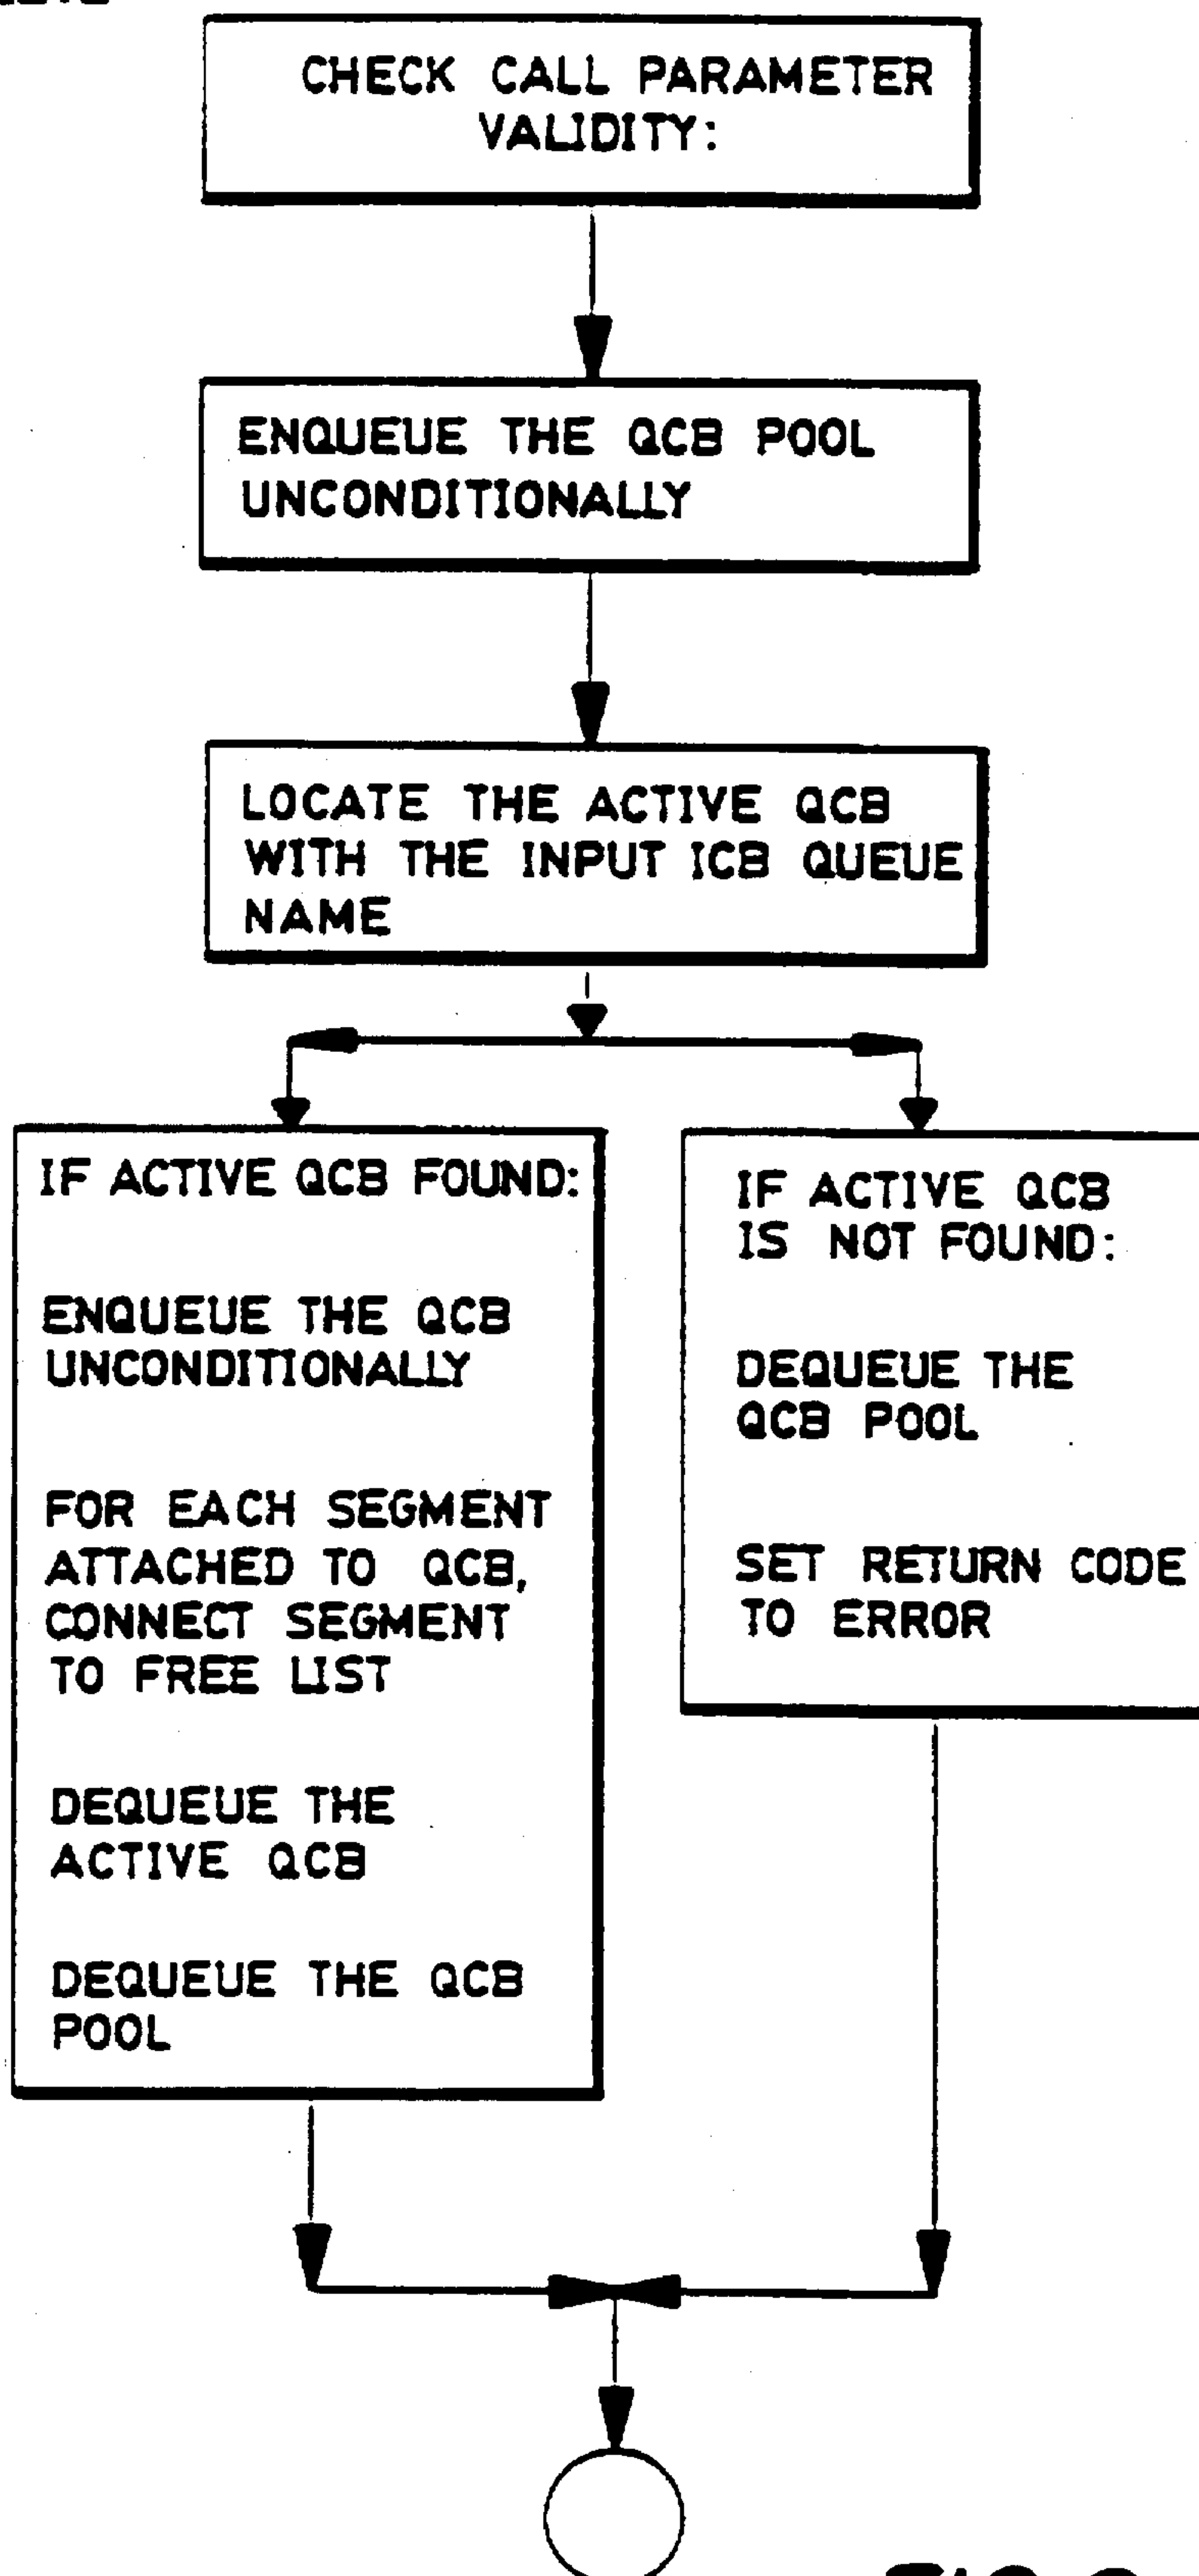 CHECK CALL PARAMETER
VALIDITY:
ENQUEUE THE QCB POOL
UNCONDITIONALLY
LOCATE THE ACTIVE QCB
WITH THE INPUT ICB QUEUE
NAME
IF ACTIVE QCB FOUND:
ENQUEUE THE QCB
UNCONDITIONALLY
FOR EACH SEGMENT
ATTACHED TO QCB,
CONNECT SEGMENT
TO FREE LIST
DEQUEUE THE
ACTIVE QCB
DEQUEUE THE QCB
POOL
IF ACTIVE QCB
IS NOT FOUND:
DEQUEUE THE
QCB POOL
SET RETURN CODE
TO ERROR